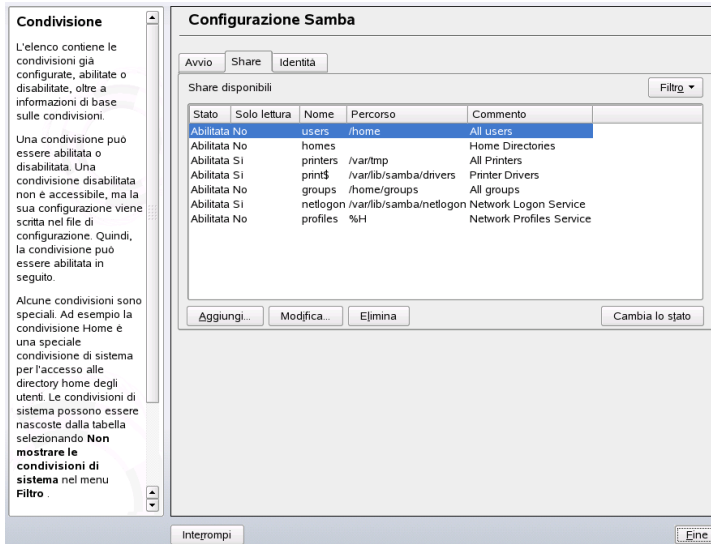 Condivisione
L'elenco contiene le
condivisioni già
configurate, abilitate o
disabilitate, oltre a
informazioni di base
sulle condivisioni.
Una condivisione può
essere abilitata o
disabilitata. Una
condivisione disabilitata
non è accessibile, ma la
sua configurazione viene
scritta nel file di
configurazione. Quindi,
la condivisione può
essere abilitata in
seguito.
Alcune condivisioni sono
speciali. Ad esempio la
condivisione Home è
una speciale
condivisione di sistema
per l'accesso alle
directory home degli
utenti. Le condivisioni di
sistema possono essere
nascoste dalla tabella
selezionando Non
mostrare le
condivisioni di
sistema nel menu
Filtro .
Configurazione Samba
Avvio Share Identità
Share disponibili
Filtro
Stato Solo lettura Nome Percorso Commento
Abilitata No users /home All users
Abilitata No homes Home Directories
Abilitata Sì printers /var/tmp All Printers
Abilitata Sì print$ /var/lib/samba/drivers Printer Drivers
Abilitata No groups /home/groups All groups
Abilitata Sì netlogon /var/lib/samba/netlogon Network Logon Service
Abilitata No profiles %H Network Profiles Service
Aggiungi... Modifica... Elimina Cambia lo stato
Interrompi Fine